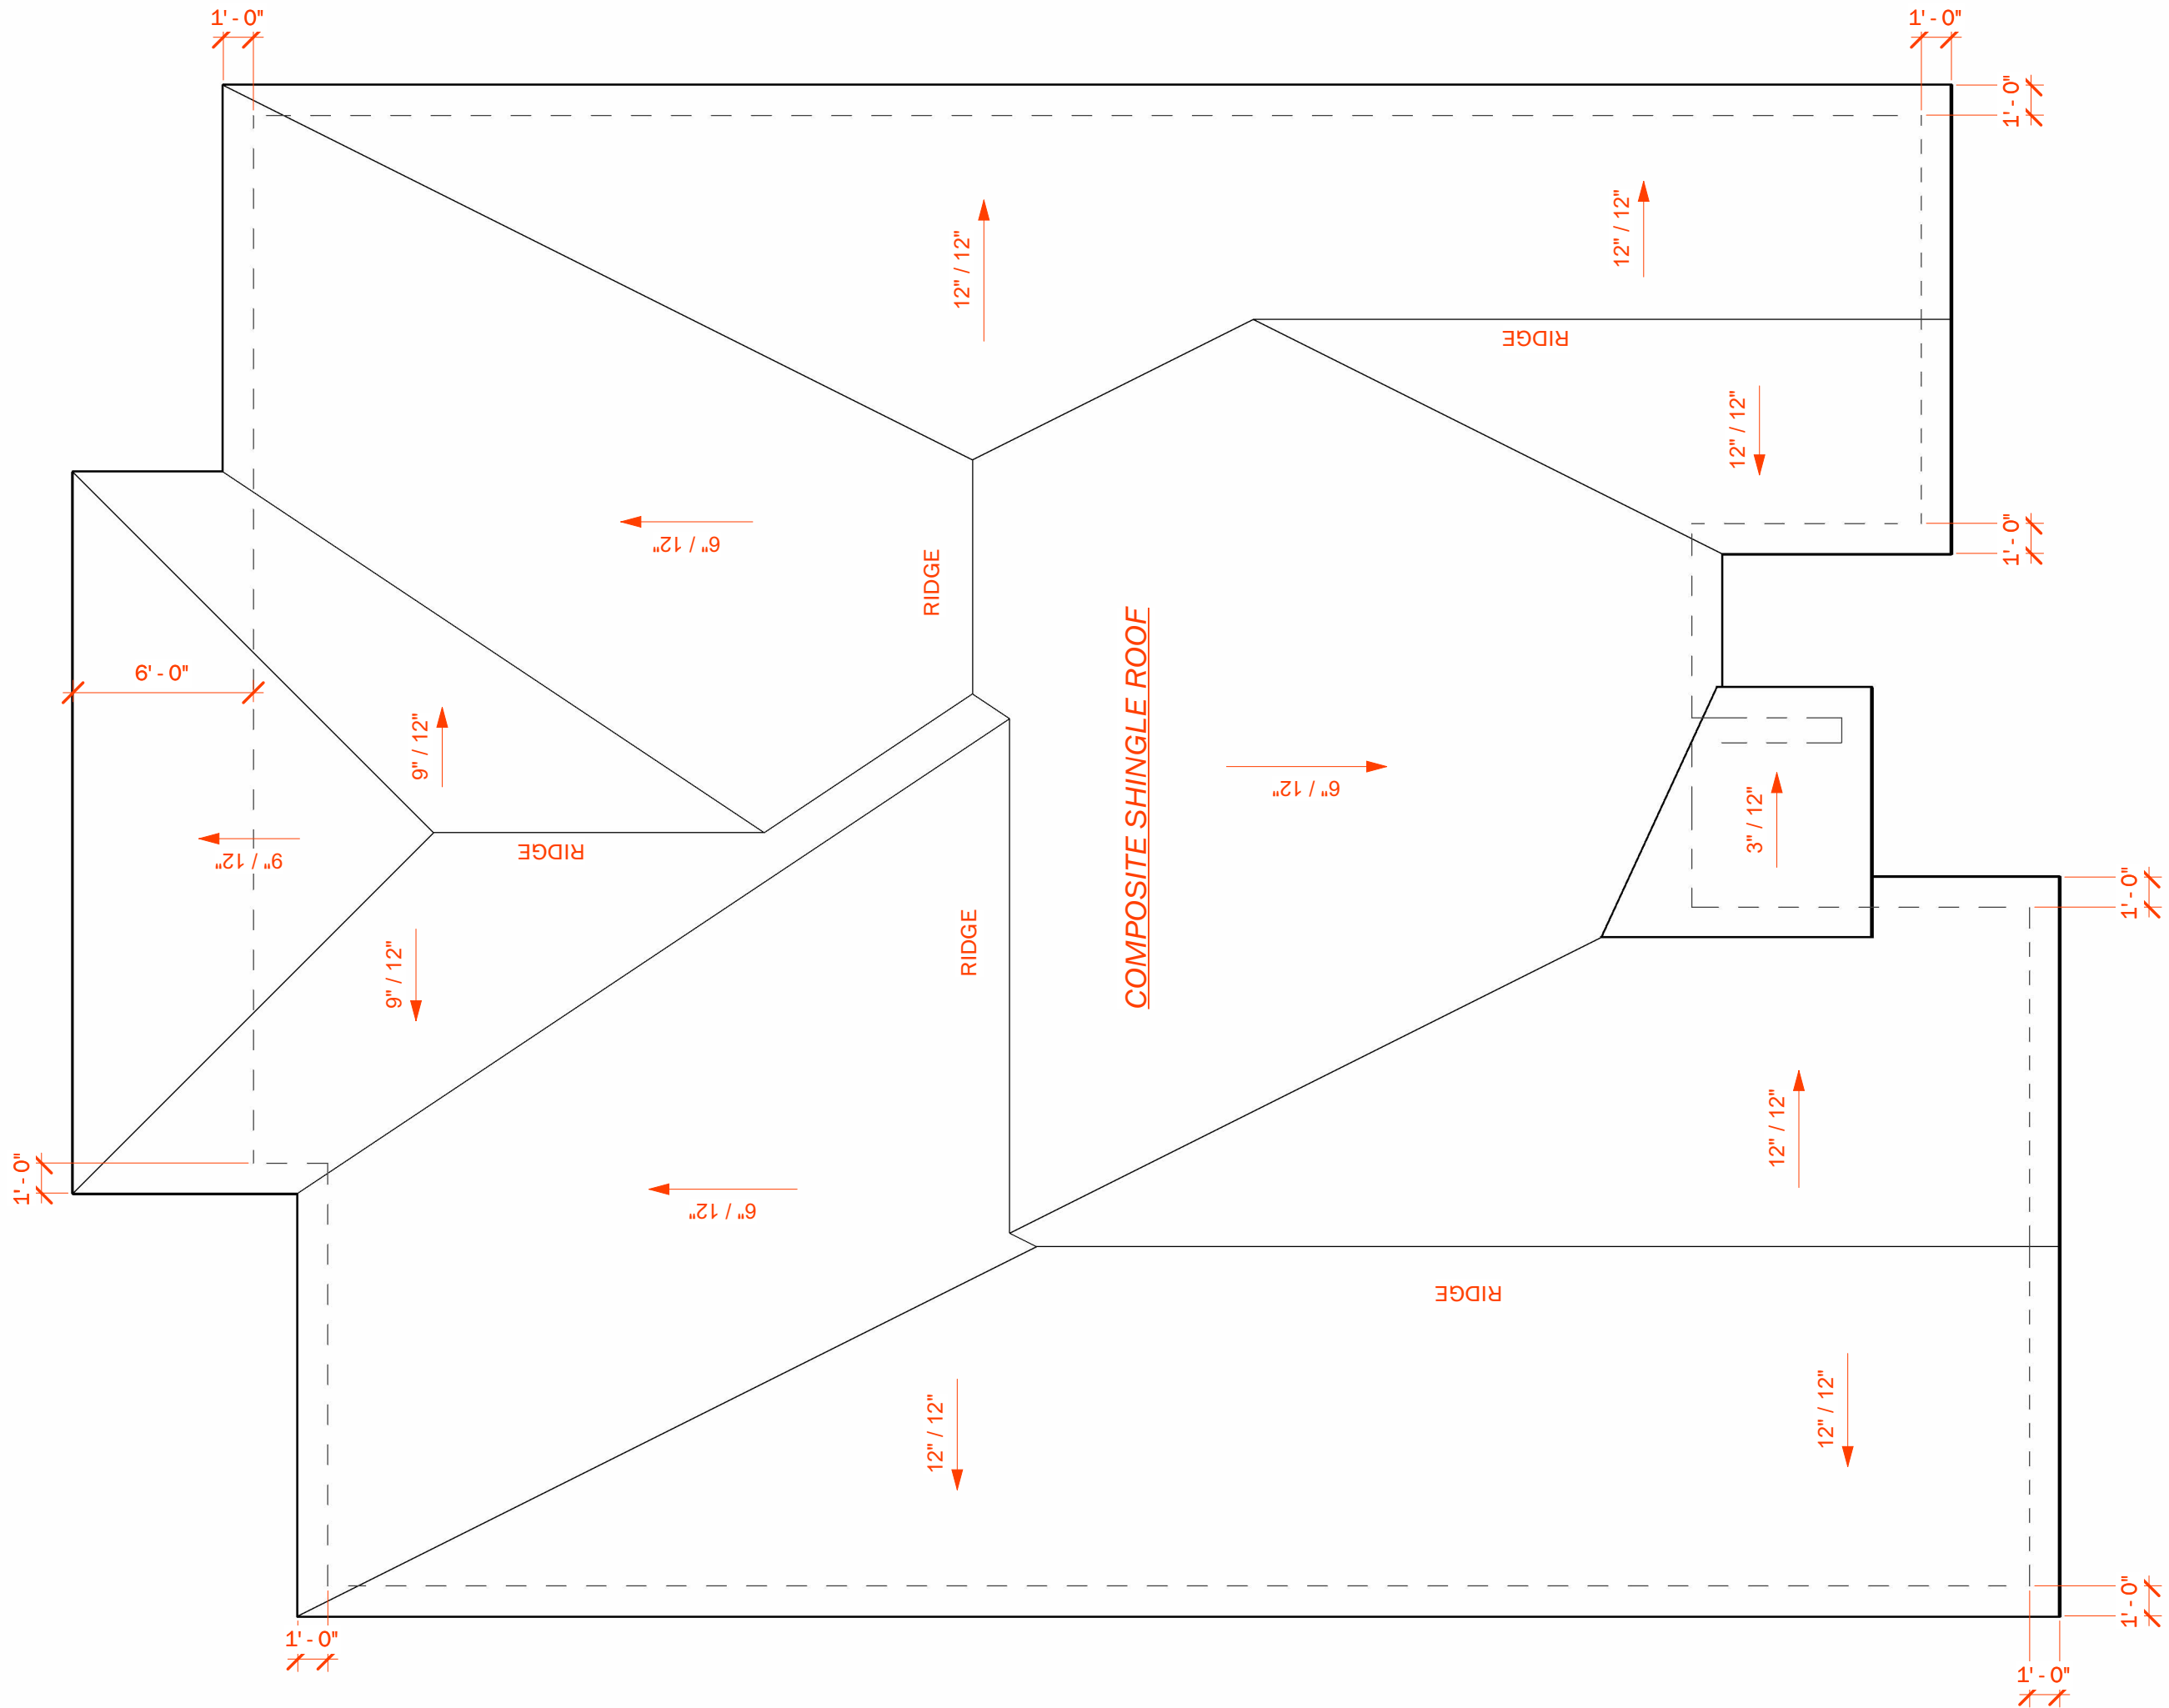 1' - 0"
1' - 0"
1' - 0"
12" / 12"
12" / 12"
RIDGE
12" / 12"
6" / 12"
1' - 0"
RIDGE
6' - 0"
9" / 12"
COMPOSITE SHINGLE ROOF
6" / 12"
3" / 12"
9" / 12"
RIDGE
9" / 12"
RIDGE
1' - 0"
1' - 0"
6" / 12"
12" / 12"
RIDGE
12" / 12"
12" / 12"
1' - 0"
1' - 0"
1' - 0"